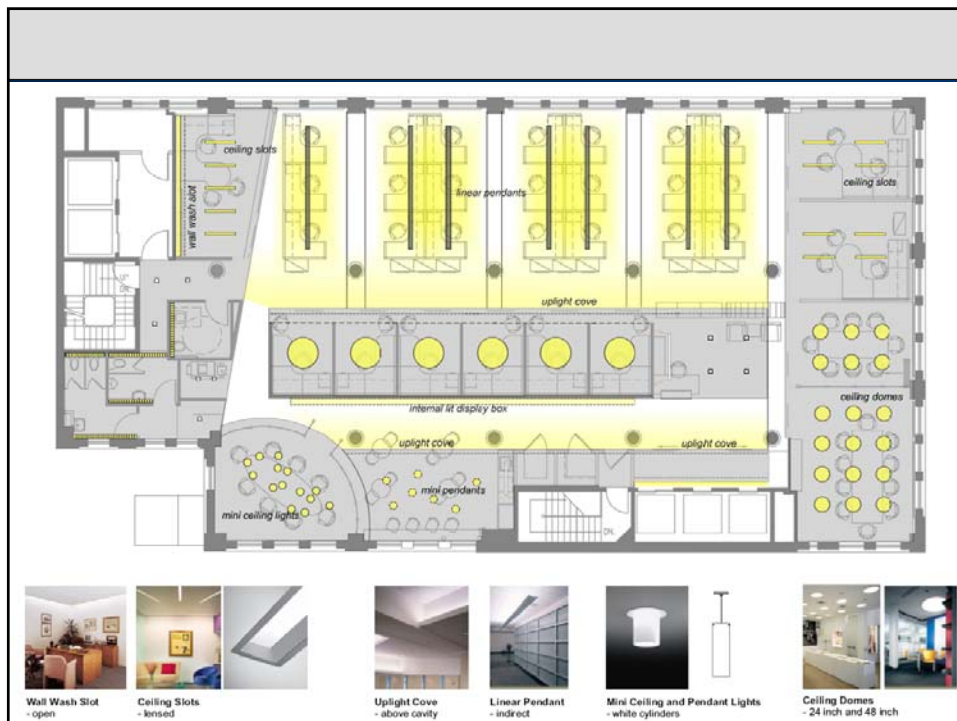 ceiling slots
wall wash slot
linear pendants
ceiling slots
UP
DN.
uplight cove
internal lit display box
ceiling domes
uplight cove
uplight cove
mini pendants
mini ceiling lights
DN.
Wall Wash Slot
- open
Ceiling Slots
- lensed
Uplight Cove
- above cavity
Linear Pendant
- indirect
Mini Ceiling and Pendant Lights
- white cylinders
Ceiling Domes
- 24 inch and 48 inch